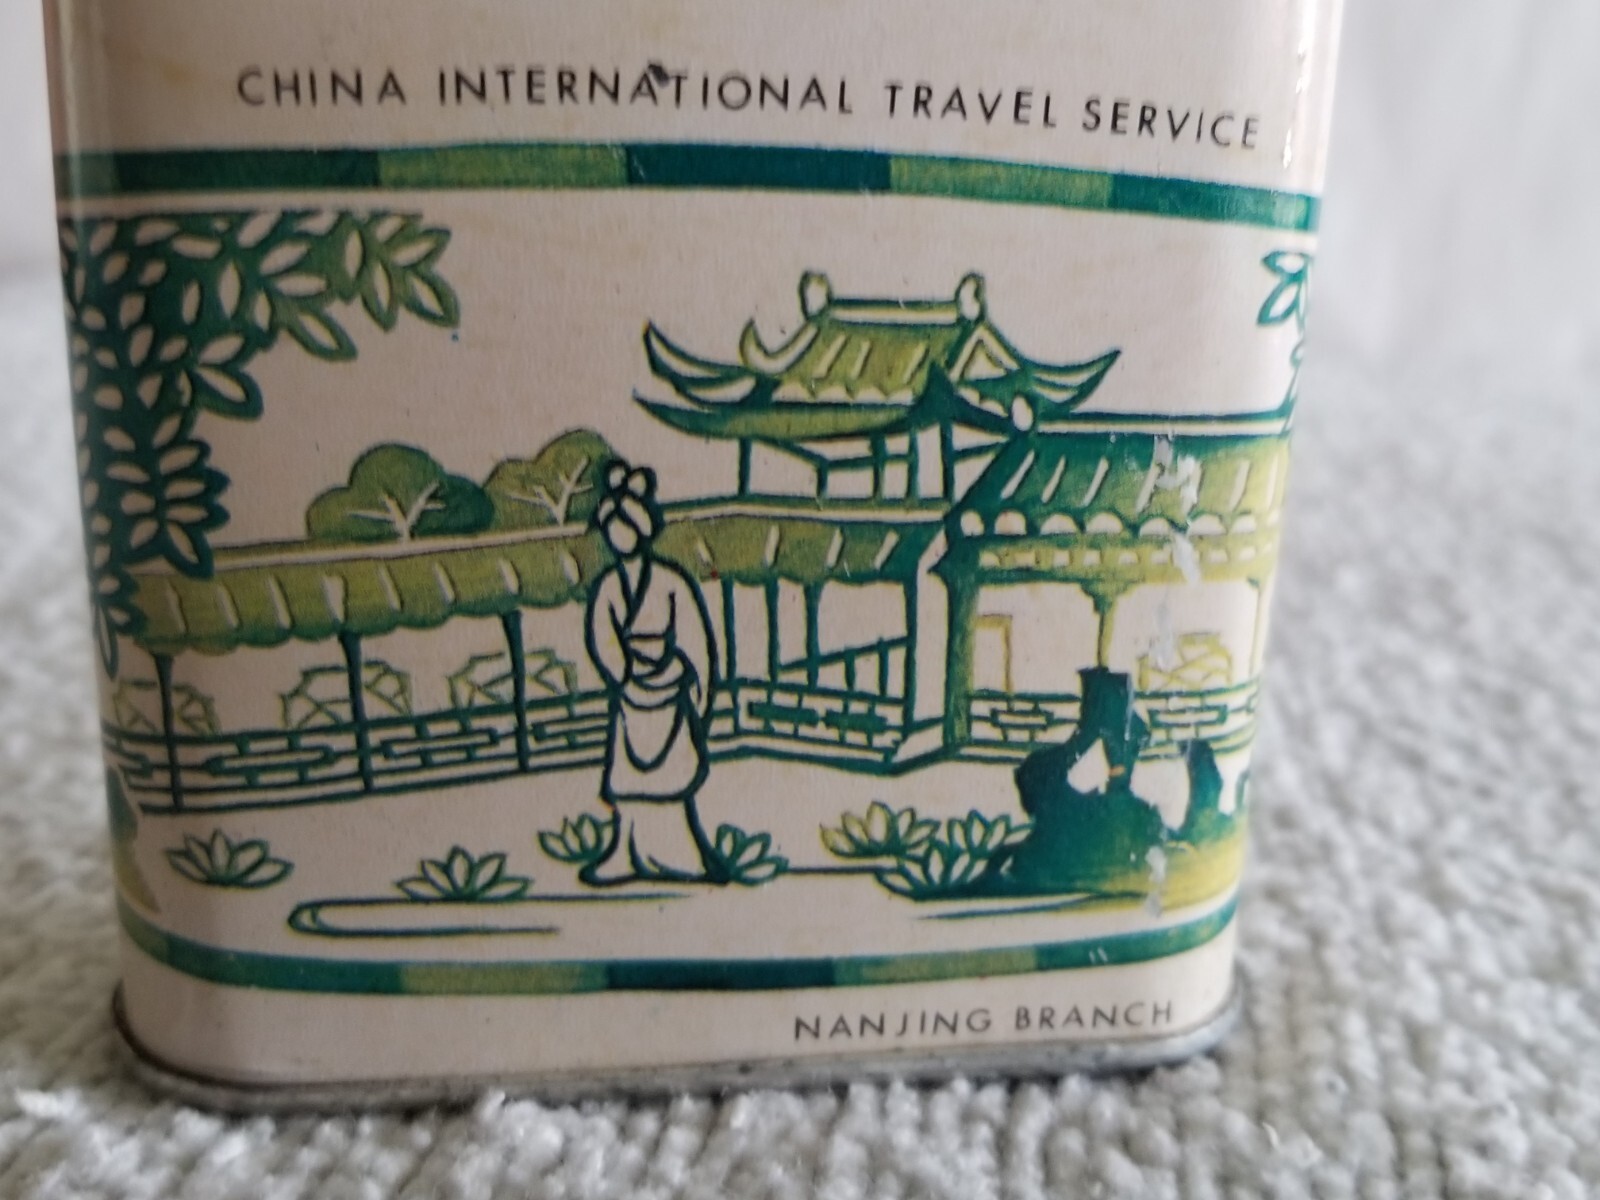 CHINA INTERNATIONAL TRAVEL SERVICE
NANJING BRANCH